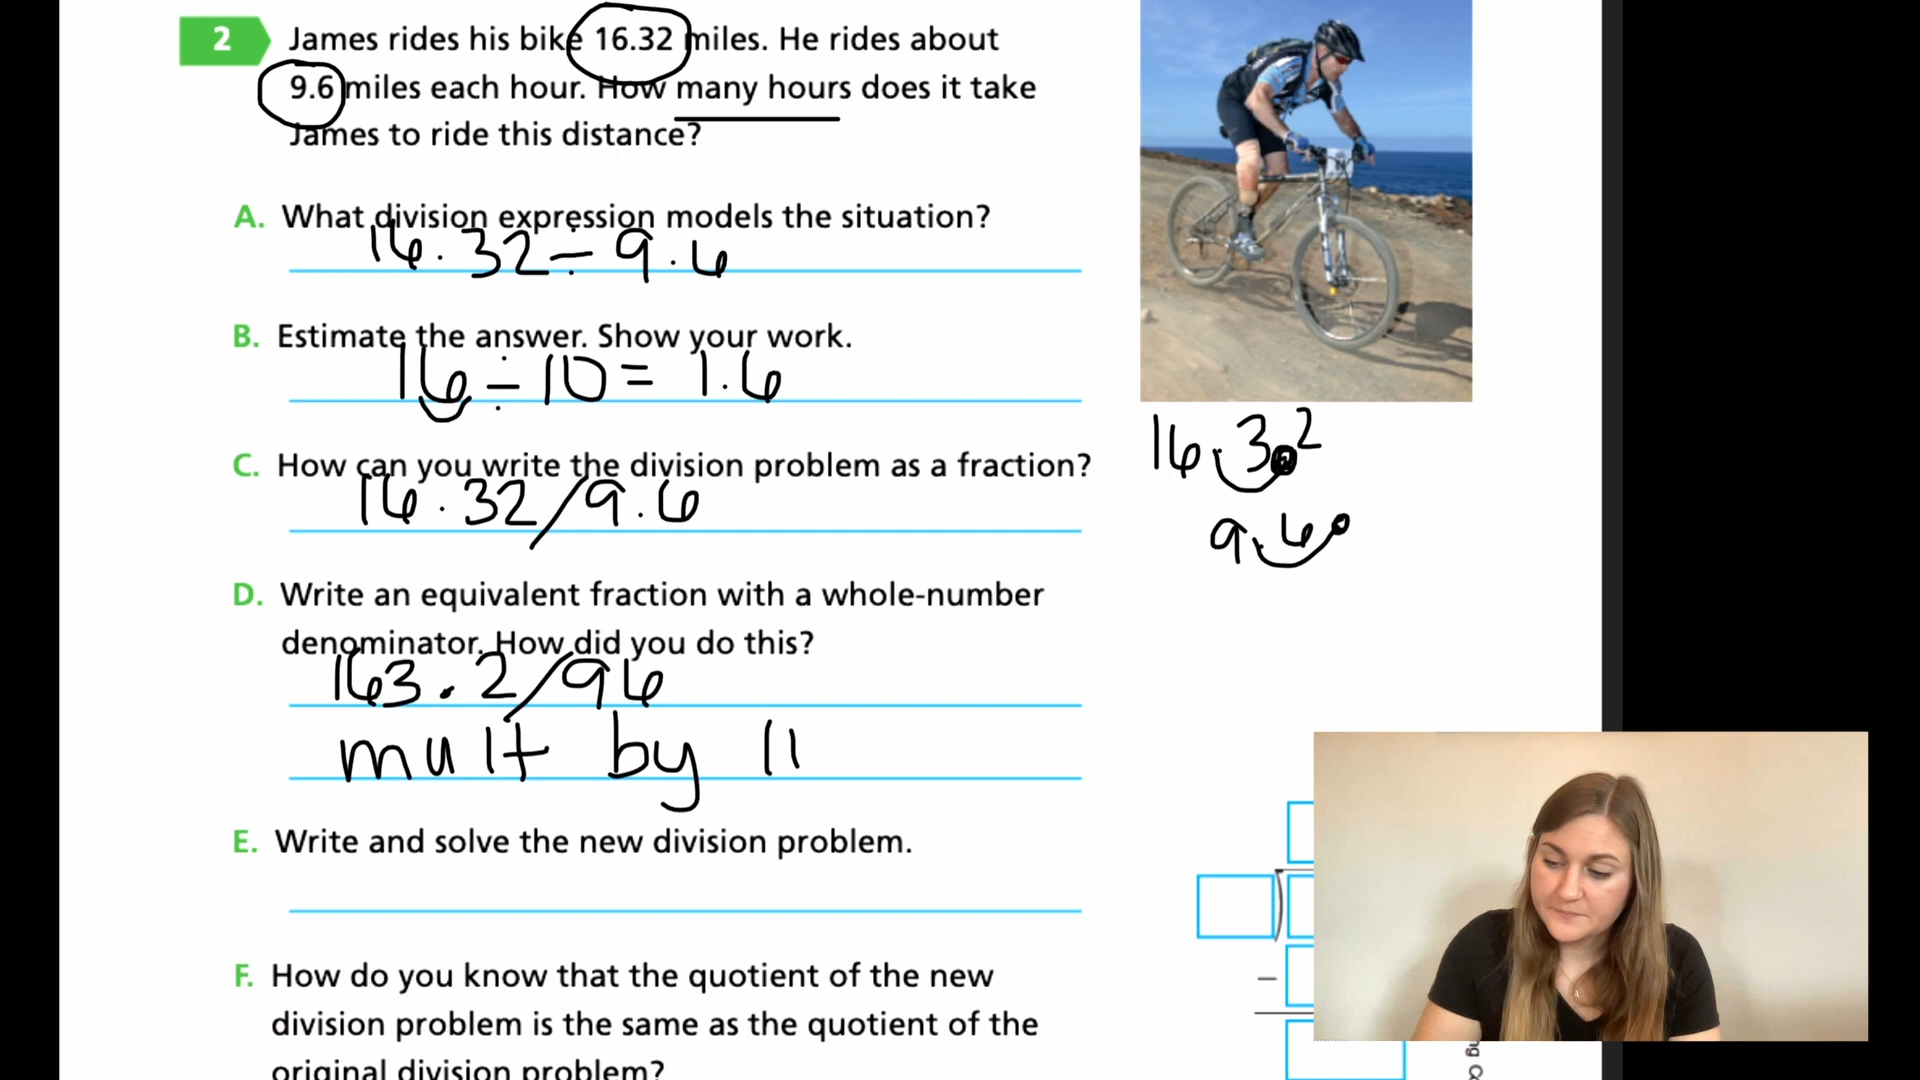 2 James rides his bike 16.32 miles. He rides about
9.6 miles each hour. How many hours does it take
James to ride this distance?
A. What division expression models the situation?
16.32 ÷ 9.6
B. Estimate the answer. Show your work.
16 ÷ 10 = 1.6
C. How can you write the division problem as a fraction?
16.32/9.6
D. Write an equivalent fraction with a whole-number
denominator. How did you do this?
163.2/96
mult by 1
E. Write and solve the new division problem.
F. How do you know that the quotient of the new
division problem is the same as the quotient of the
original division problem?
16.3.2
9.6.